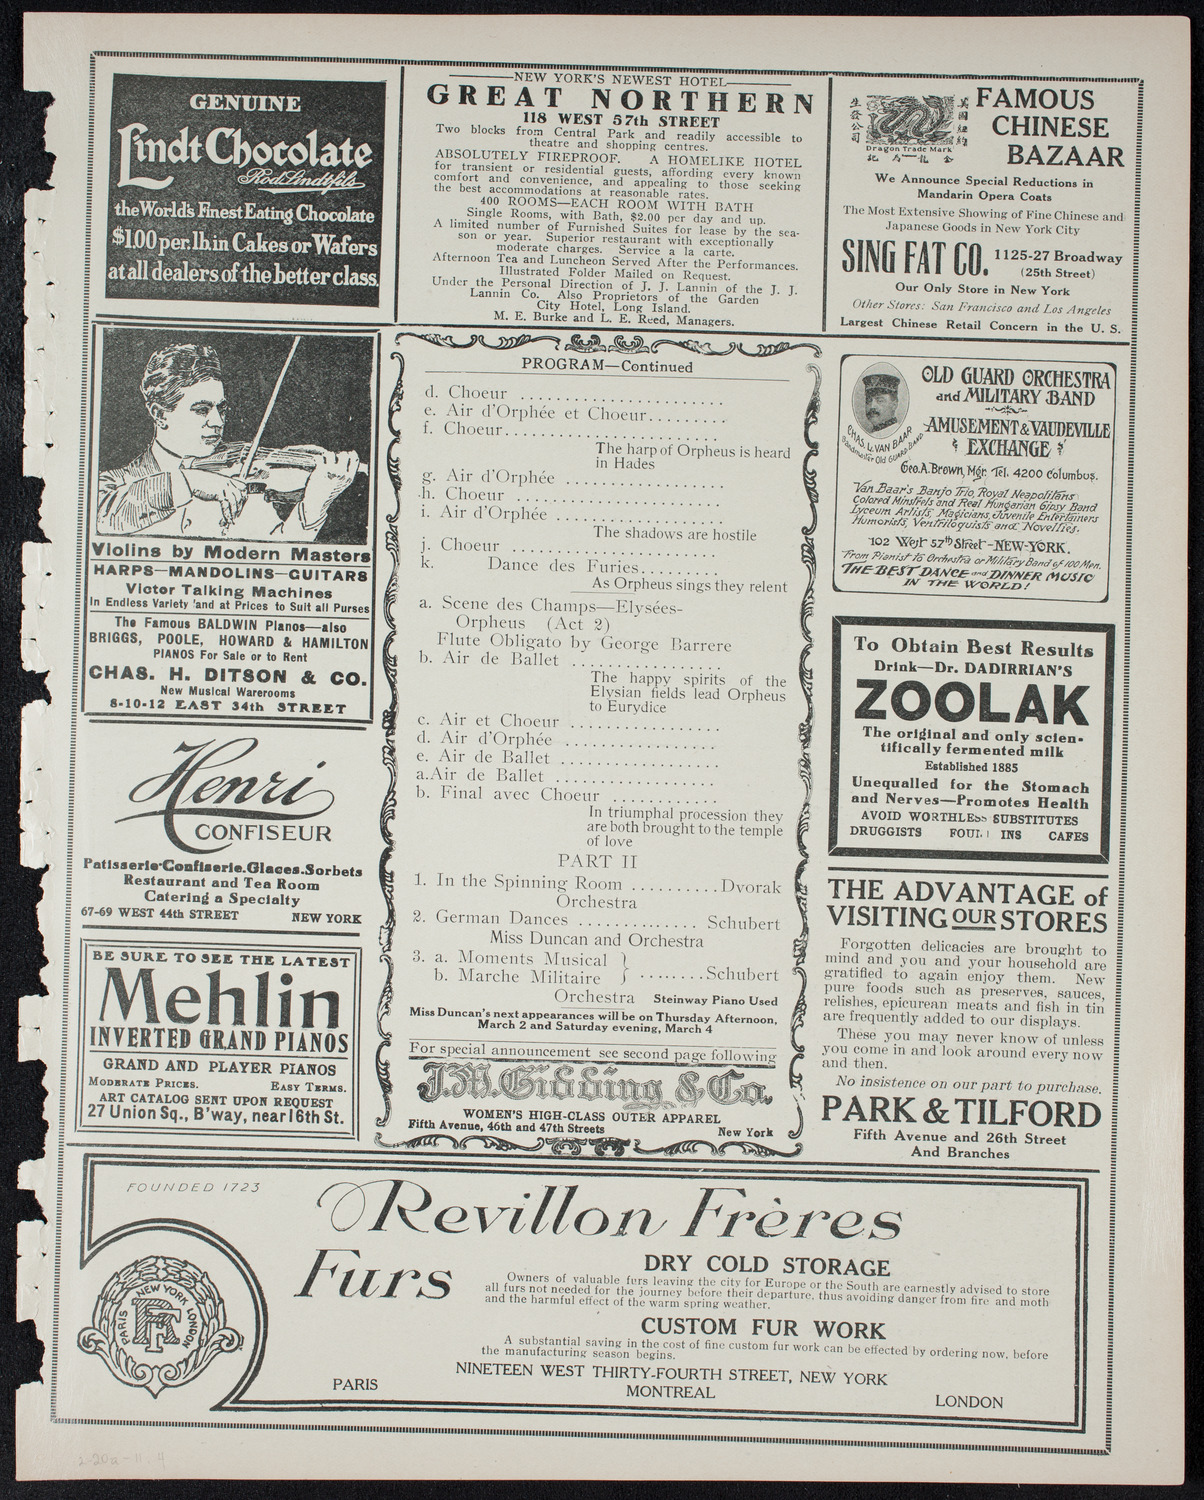 GENUINE
Lindt Chocolate
Rod. Lindt fils
the World's Finest Eating Chocolate
$1.00 per. lb. in Cakes or Wafers
at all dealers of the better class.
NEW YORK'S NEWEST HOTEL
GREAT NORTHERN
118 WEST 57th STREET
Two blocks from Central Park and readily accessible to
theatre and shopping centres.
ABSOLUTELY FIREPROOF. A HOMELIKE HOTEL
for transient or residential guests, affording every known
comfort and convenience, and appealing to those seeking
the best accommodations at reasonable rates.
400 ROOMS—EACH ROOM WITH BATH
Single Rooms, with Bath, $2.00 per day and up.
A limited number of Furnished Suites for lease by the sea-
son or year. Superior restaurant with exceptionally
moderate charges. Service a la carte.
Afternoon Tea and Luncheon Served After the Performances.
Illustrated Folder Mailed on Request.
Under the Personal Direction of J. J. Lannin of the J. J.
Lannin Co. Also Proprietors of the Garden
City Hotel, Long Island.
M. E. Burke and L. E. Reed, Managers.
Dragon Trade Mark
FAMOUS
CHINESE
BAZAAR
We Announce Special Reductions in
Mandarin Opera Coats
The Most Extensive Showing of Fine Chinese and
Japanese Goods in New York City
SING FAT CO. 1125-27 Broadway
(25th Street)
Our Only Store in New York
Other Stores: San Francisco and Los Angeles
Largest Chinese Retail Concern in the U. S.
Violins by Modern Masters
HARPS—MANDOLINS—GUITARS
Victor Talking Machines
In Endless Variety and at Prices to Suit all Purses
The Famous BALDWIN Pianos—also
BRIGGS, POOLE, HOWARD & HAMILTON
PIANOS For Sale or to Rent
CHAS. H. DITSON & CO.
New Musical Warerooms
8-10-12 EAST 34th STREET
Henri
CONFISEUR
Patisserie-Confiserie.Glaces.Sorbets
Restaurant and Tea Room
Catering a Specialty
67-69 WEST 44th STREET NEW YORK
BE SURE TO SEE THE LATEST
Mehlin
INVERTED GRAND PIANOS
GRAND AND PLAYER PIANOS
MODERATE PRICES. EASY TERMS.
ART CATALOG SENT UPON REQUEST
27 Union Sq., B'way, near 16th St.
PROGRAM—Continued
d. Choeur ........................
e. Air d'Orphée et Choeur.........
f. Choeur.........................
The harp of Orpheus is heard
in Hades
g. Air d'Orphée ....................
h. Choeur ........................
i. Air d'Orphée ....................
The shadows are hostile
j. Choeur ........................
k. Dance des Furies.........
As Orpheus sings they relent
a. Scene des Champs—Elysées-
Orpheus (Act 2)
Flute Obligato by George Barrere
b. Air de Ballet ..................
The happy spirits of the
Elysian fields lead Orpheus
to Eurydice
c. Air et Choeur ..................
d. Air d'Orphée ..................
e. Air de Ballet ...................
a.Air de Ballet ...................
b. Final avec Choeur ............
In triumphal procession they
are both brought to the temple
of love
PART II
1. In the Spinning Room ..........Dvorak
Orchestra
2. German Dances ............ Schubert
Miss Duncan and Orchestra
3. a. Moments Musical
b. Marche Militaire } ........Schubert
Orchestra Steinway Piano Used
Miss Duncan's next appearances will be on Thursday Afternoon,
March 2 and Saturday evening, March 4
For special announcement see second page following
J.M. Gidding & Co.
WOMEN'S HIGH-CLASS OUTER APPAREL
Fifth Avenue, 46th and 47th Streets New York
CHAS. L. VAN BAAR
Bandmaster Old Guard Band
OLD GUARD ORCHESTRA
and MILITARY BAND
AMUSEMENT & VAUDEVILLE
EXCHANGE
Geo. A. Brown, Mgr. Tel. 4200 Columbus.
Van Baar's Banjo Trio, Royal Neapolitans
Colored Minstrels and Real Hungarian Gipsy Band
Lyceum Artists, Magicians, Juvenile Entertainers
Humorists, Ventriloquists and Novelties.
102 West 57th Street-NEW-YORK.
From Pianist to Orchestra or Military Band of 100 Men.
THE BEST DANCE and DINNER MUSIC
IN THE WORLD!
To Obtain Best Results
Drink—Dr. DADIRRIAN'S
ZOOLAK
The original and only scien-
tifically fermented milk
Established 1885
Unequalled for the Stomach
and Nerves—Promotes Health
AVOID WORTHLESS SUBSTITUTES
DRUGGISTS CAFES
THE ADVANTAGE of
VISITING OUR STORES
Forgotten delicacies are brought to
mind and you and your household are
gratified to again enjoy them. New
pure foods such as preserves, sauces,
relishes, epicurean meats and fish in tin
are frequently added to our displays.
These you may never know of unless
you come in and look around every now
and then.
No insistence on our part to purchase.
PARK & TILFORD
Fifth Avenue and 26th Street
And Branches
FOUNDED 1723
Revillon Frères
Furs
NEW YORK
PARIS
LONDON
DRY COLD STORAGE
Owners of valuable furs leaving the city for Europe or the South are earnestly advised to store
all furs not needed for the journey before their departure, thus avoiding danger from fire and moth
and the harmful effect of the warm spring weather.
CUSTOM FUR WORK
A substantial saving in the cost of fine custom fur work can be effected by ordering now, before
the manufacturing season begins.
NINETEEN WEST THIRTY-FOURTH STREET, NEW YORK
PARIS MONTREAL LONDON